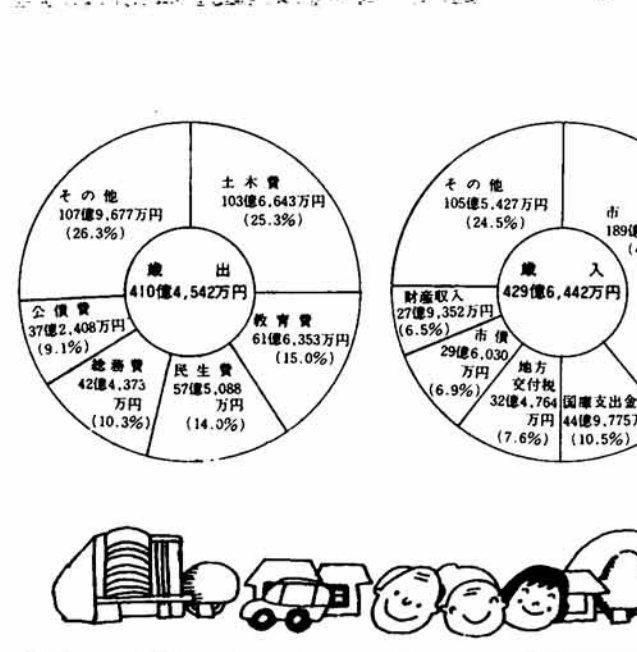 土木費
103億6,643万円
(25.3%)
教育費
61億6,353万円
(15.0%)
民生費
57億5,088
万円
(14.0%)
総務費
42億4,373
万円
(10.3%)
公債費
37億2,408万円
(9.1%)
その他
107億9,677万円
(26.3%)
歳出
410億4,542万円
市
189億
国庫支出金
44億9,775万
(10.5%)
地方
交付税
32億4,764
万円
(7.6%)
市債
29億6,030
万円
(6.9%)
財産収入
27億9,352万円
(6.5%)
その他
105億5,427万円
(24.5%)
歳入
429億6,442万円